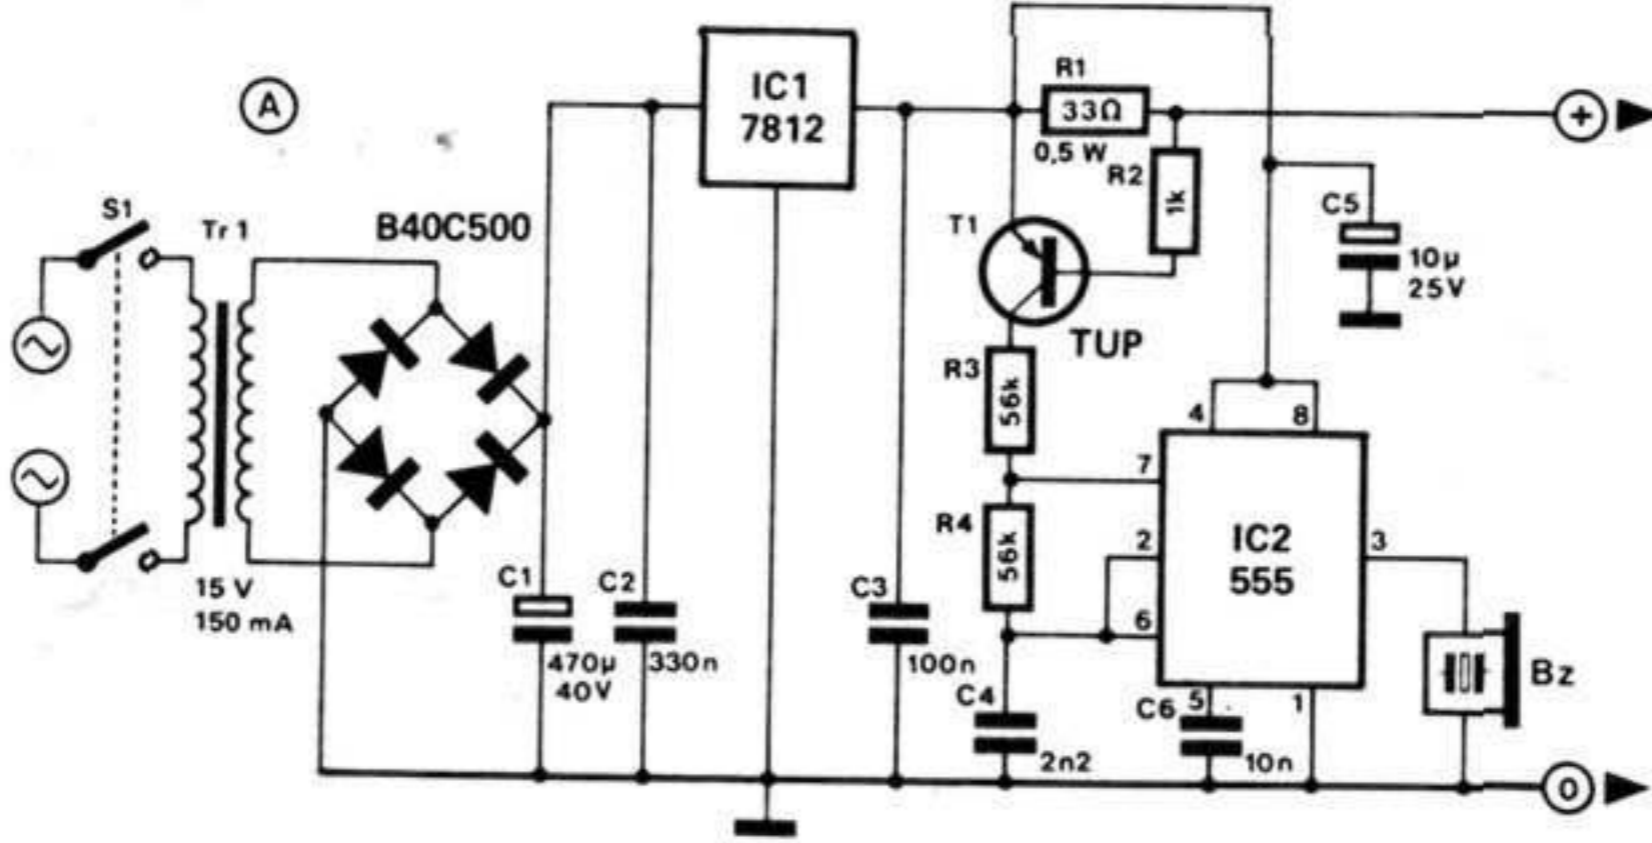 A
S1
Tr 1
15 V
150 mA
B40C500
C1
470µ
40V
C2
330n
IC1
7812
C3
100n
R1
33Ω
0,5 W
R2
1k
T1
TUP
R3
56k
R4
56k
C4
2n2
C5
10µ
25V
4
8
7
2
6
3
5
1
IC2
555
C6
10n
Bz
+
0